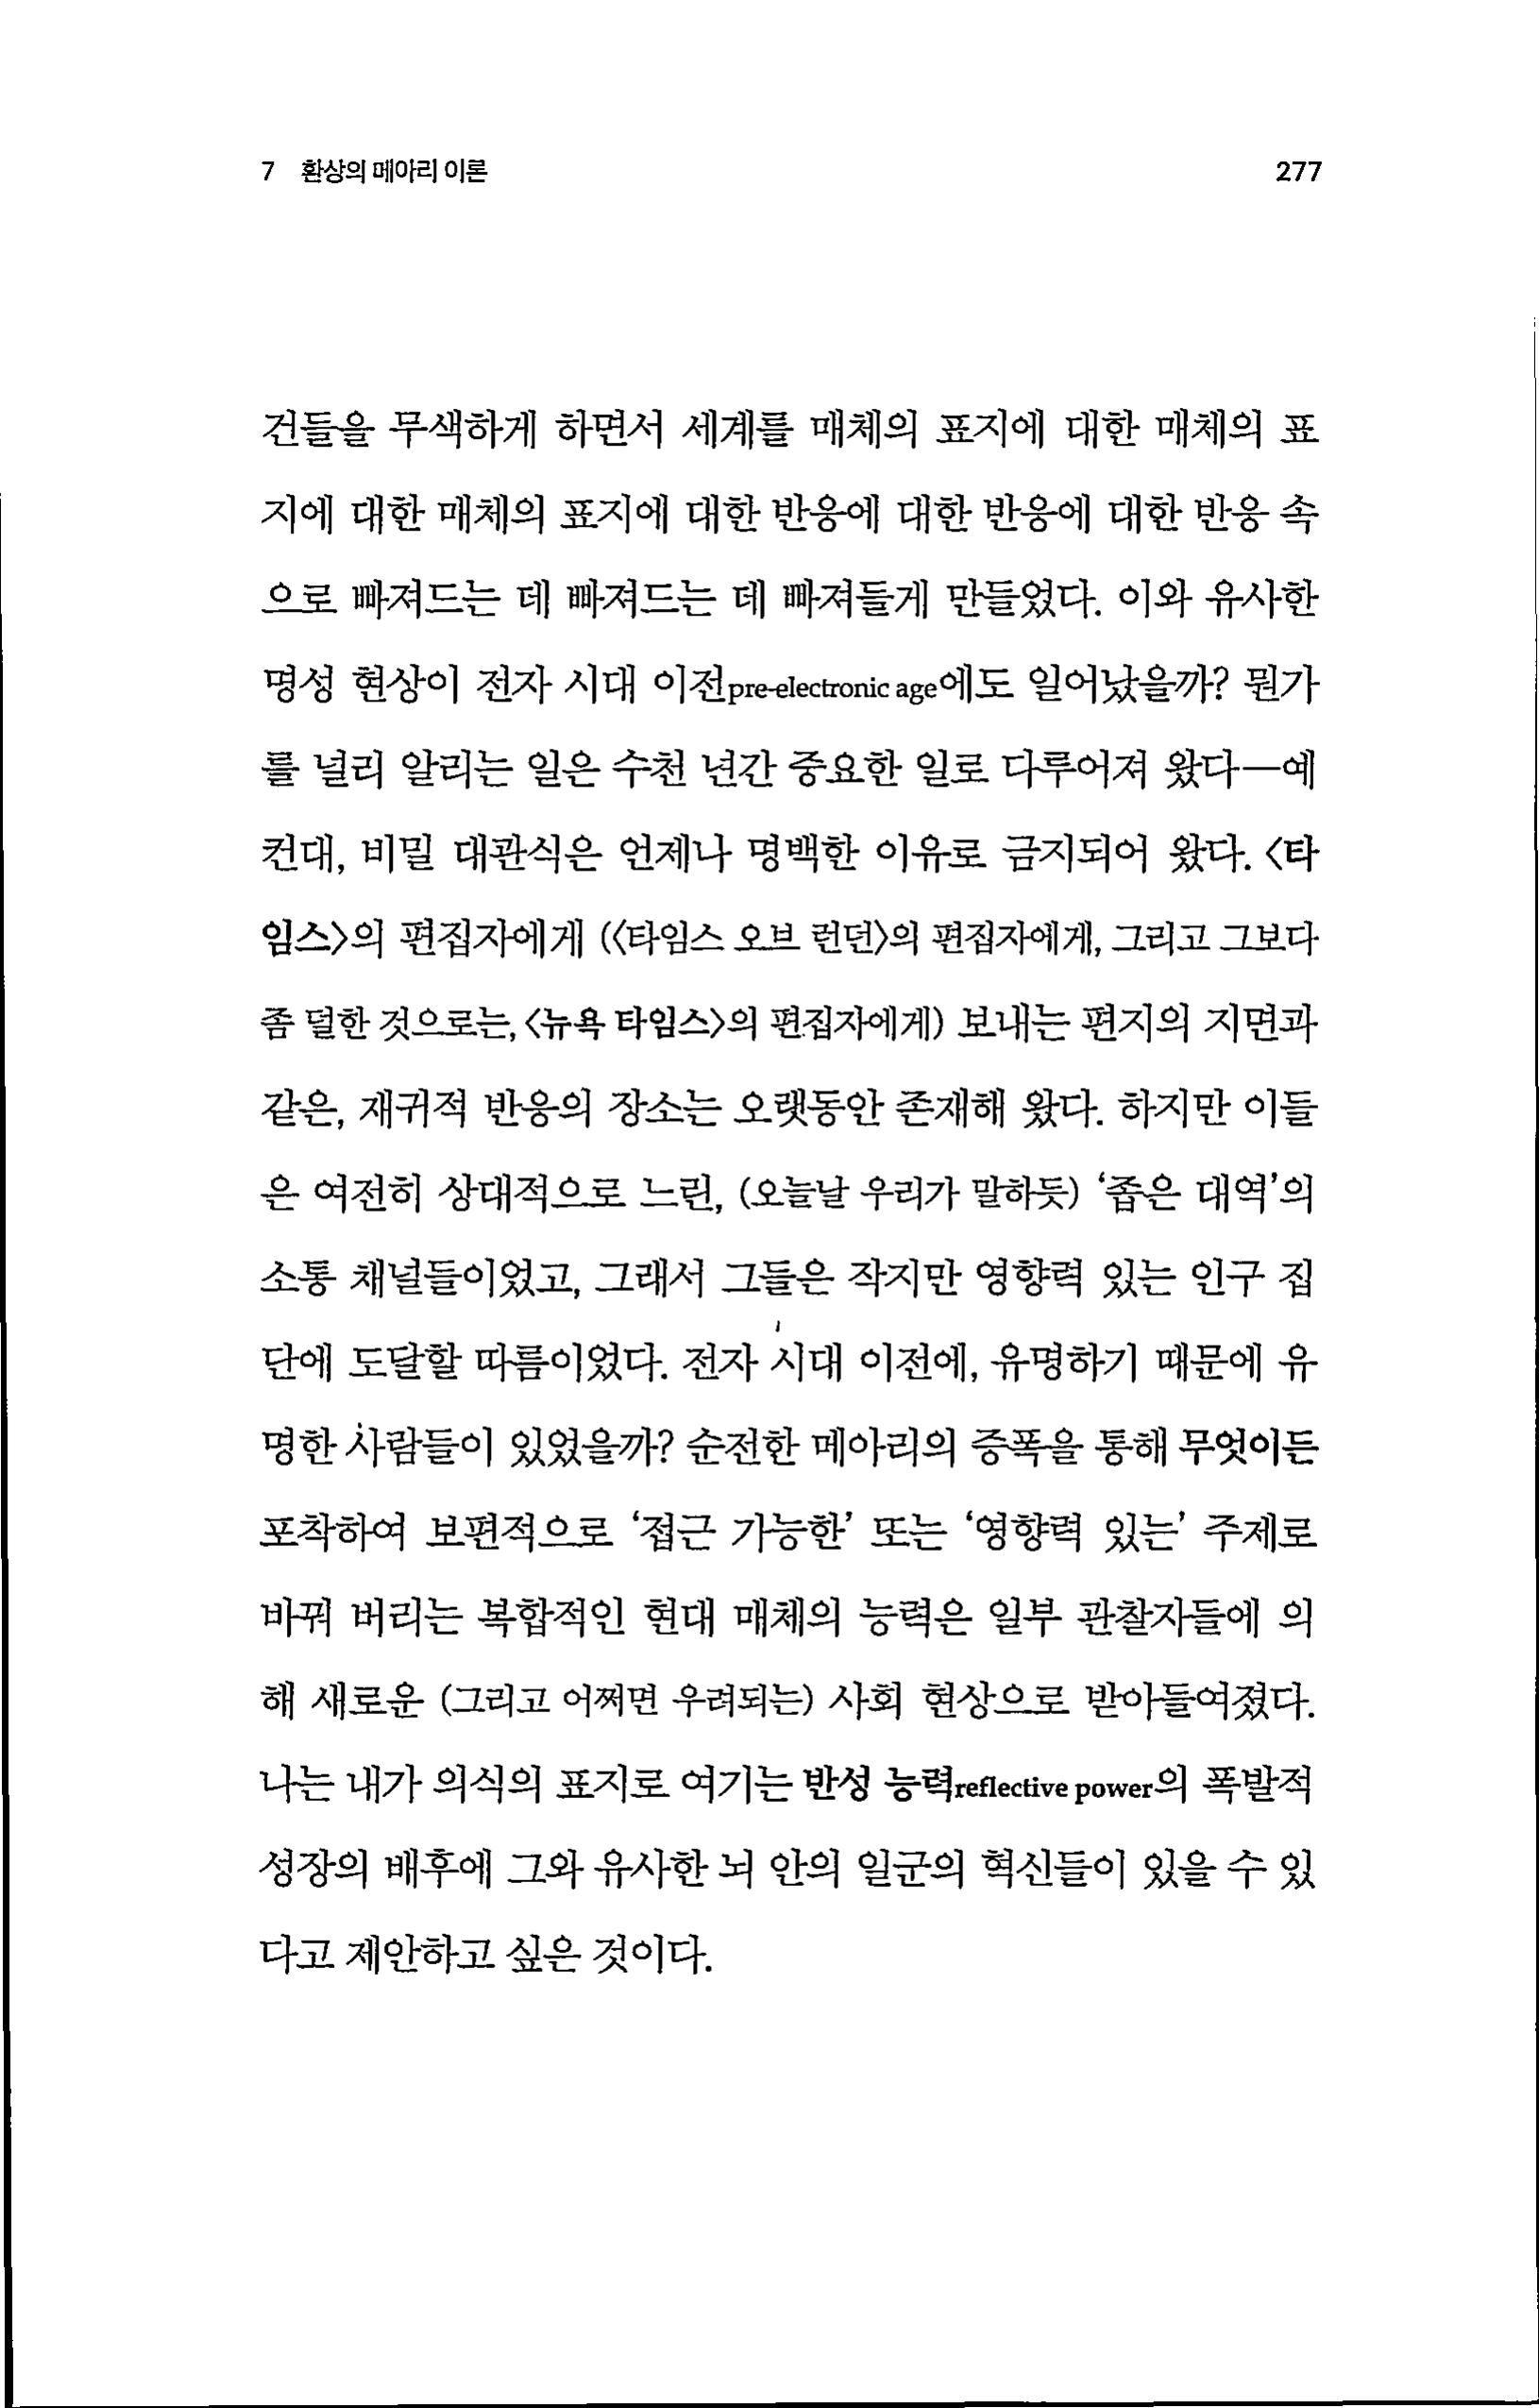 7 환상의 메아리 이론
277
건들을 무색하게 하면서 세계를 매체의 표지에 대한 매체의 표
지에 대한 매체의 표지에 대한 반응에 대한 반응에 대한 반응 속
으로 빠져드는 데 빠져드는 데 빠져들게 만들었다. 이와 유사한
명성 현상이 전자 시대 이전pre-electronic age에도 일어났을까? 뭔가
를 널리 알리는 일은 수천 년간 중요한 일로 다루어져 왔다—예
컨대, 비밀 대관식은 언제나 명백한 이유로 금지되어 왔다. 〈타
임스〉의 편집자에게 (〈타임스 오브 런던〉의 편집자에게, 그리고 그보다
좀 덜한 것으로는, 〈뉴욕 타임스〉의 편집자에게) 보내는 편지의 지면과
같은, 재귀적 반응의 장소는 오랫동안 존재해 왔다. 하지만 이들
은 여전히 상대적으로 느린, (오늘날 우리가 말하듯) ‘좁은 대역’의
소통 채널들이었고, 그래서 그들은 작지만 영향력 있는 인구 집
단에 도달할 따름이었다. 전자 시대 이전에, 유명하기 때문에 유
명한 사람들이 있었을까? 순전한 메아리의 증폭을 통해 무엇이든
포착하여 보편적으로 ‘접근 가능한’ 또는 ‘영향력 있는’ 주제로
바꿔 버리는 복합적인 현대 매체의 능력은 일부 관찰자들에 의
해 새로운 (그리고 어쩌면 우려되는) 사회 현상으로 받아들여졌다.
나는 내가 의식의 표지로 여기는 반성 능력reflective power의 폭발적
성장의 배후에 그와 유사한 뇌 안의 일군의 혁신들이 있을 수 있
다고 제안하고 싶은 것이다.